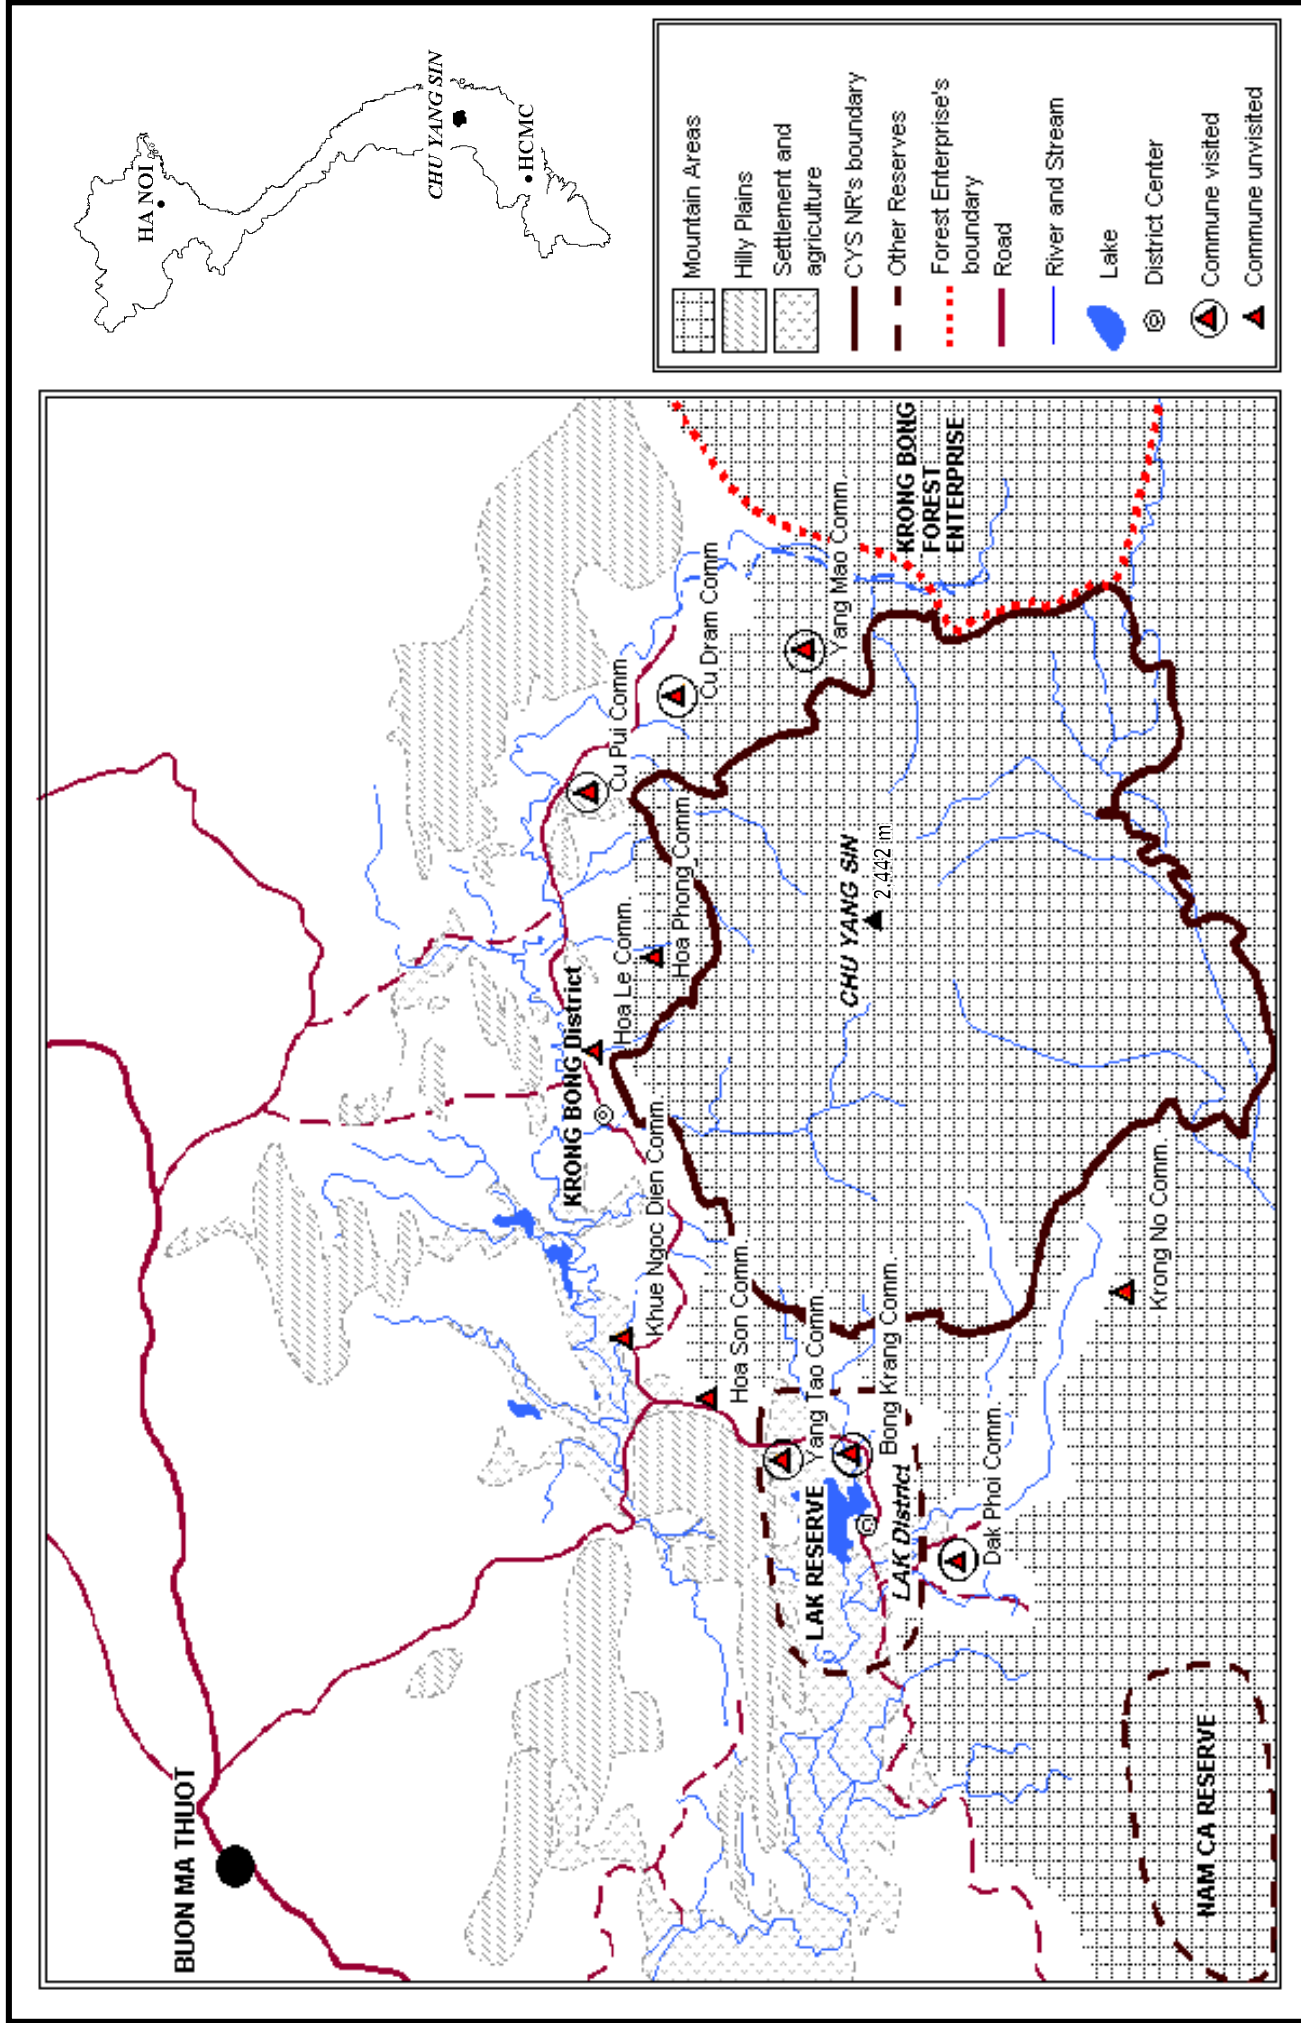 HA NOI
CHU YANG SIN
HCMC
Mountain Areas
Hilly Plains
Settlement and
agriculture
CYS NR's boundary
Other Reserves
Forest Enterprise's
boundary
Road
River and Stream
Lake
District Center
Commune visited
Commune unvisited
BUON MA THUOT
KRONG BONG District
Khue Ngoc Dien Comm.
Hoa Le Comm.
Hoa Phong Comm
Cu Pui Comm
Cu Dram Comm
Yang Mao Comm.
KRONG BONG
FOREST
ENTERPRISE
Hoa Son Comm.
Yang Tao Comm.
LAK RESERVE
Bong Krang Comm.
LAK District
Dak Phoi Comm.
CHU YANG SIN
2.442 m
Krong No Comm.
NAM CA RESERVE